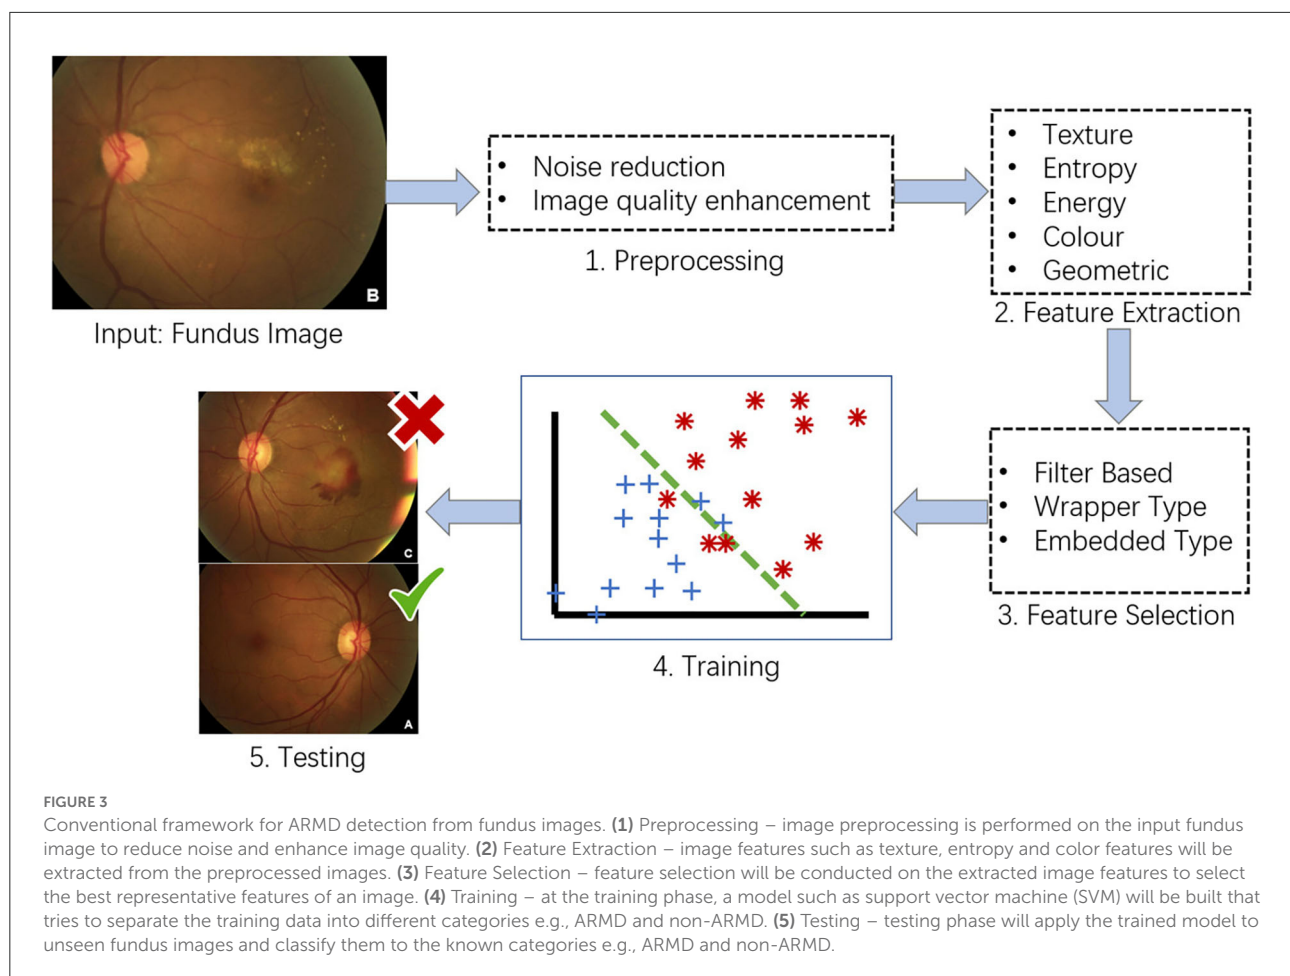 B
Input: Fundus Image
• Noise reduction
• Image quality enhancement
1. Preprocessing
• Texture
• Entropy
• Energy
• Colour
• Geometric
2. Feature Extraction
• Filter Based
• Wrapper Type
• Embedded Type
3. Feature Selection
4. Training
C
A
5. Testing
FIGURE 3
Conventional framework for ARMD detection from fundus images. (1) Preprocessing – image preprocessing is performed on the input fundus
image to reduce noise and enhance image quality. (2) Feature Extraction – image features such as texture, entropy and color features will be
extracted from the preprocessed images. (3) Feature Selection – feature selection will be conducted on the extracted image features to select
the best representative features of an image. (4) Training – at the training phase, a model such as support vector machine (SVM) will be built that
tries to separate the training data into different categories e.g., ARMD and non-ARMD. (5) Testing – testing phase will apply the trained model to
unseen fundus images and classify them to the known categories e.g., ARMD and non-ARMD.